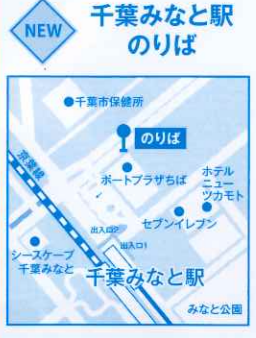 NEW
千葉みなと駅
のりば
千葉市保健所
のりば
京葉線
ポートプラザちば
ホテル
ニュー
ツカモト
セブンイレブン
出入口2
出入口1
シースケープ
千葉みなと
千葉みなと駅
みなと公園